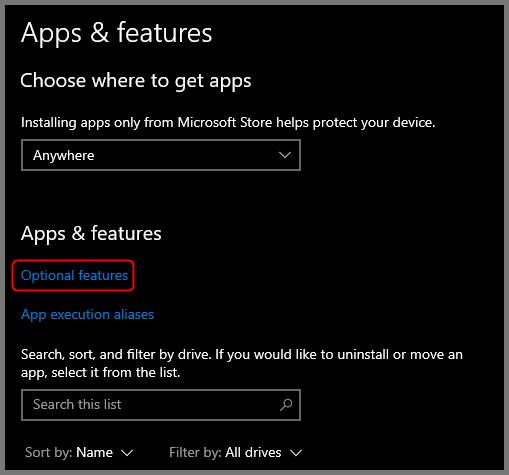 Apps & features
Choose where to get apps
Installing apps only from Microsoft Store helps protect your device.
Anywhere
Apps & features
Optional features
App execution aliases
Search, sort, and filter by drive. If you would like to uninstall or move an
app, select it from the list.
Search this list
Sort by: Name Filter by: All drives